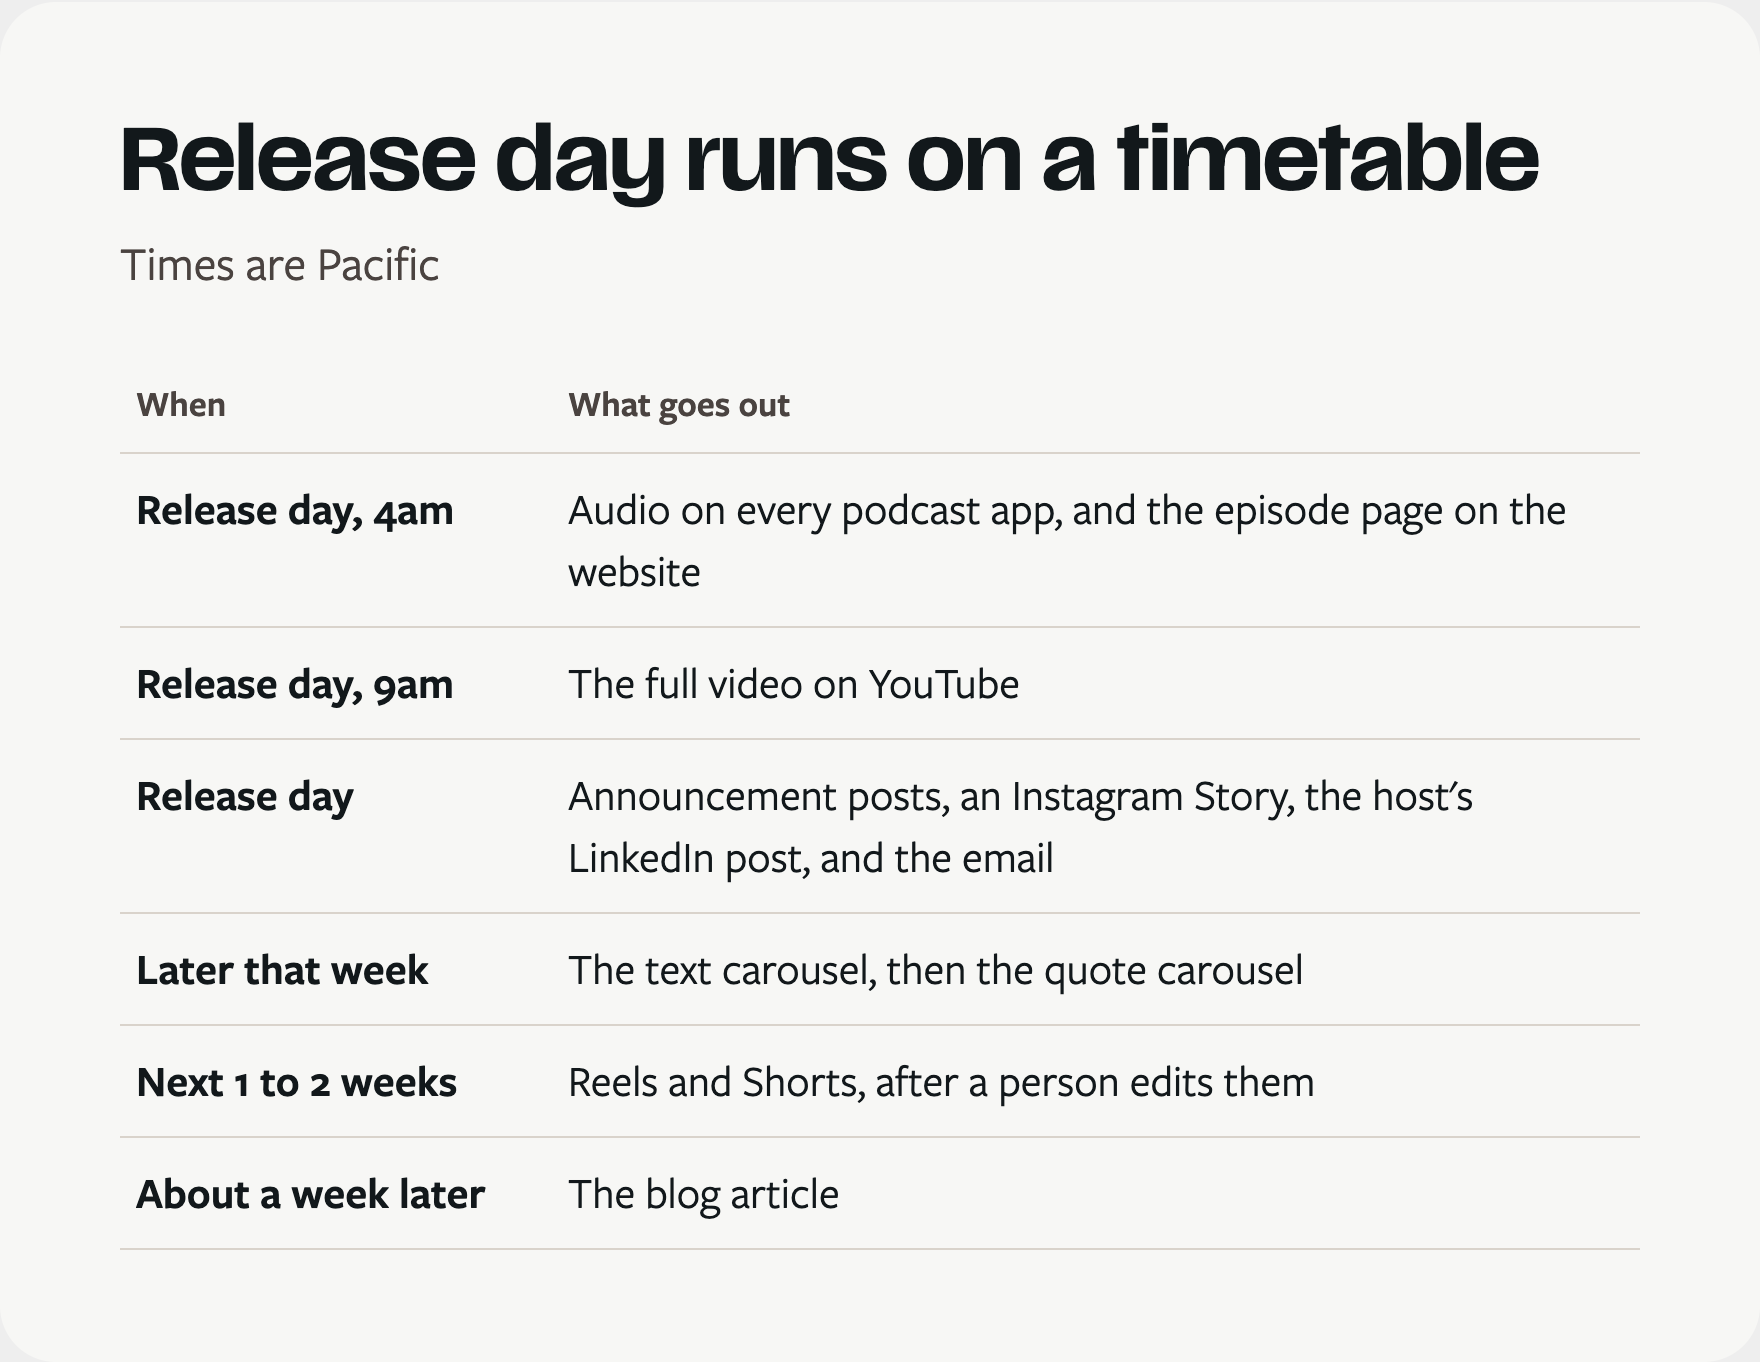 Release day runs on a timetable
Times are Pacific
When What goes out
Release day, 4am Audio on every podcast app, and the episode page on the
website
Release day, 9am The full video on YouTube
Release day Announcement posts, an Instagram Story, the host's
LinkedIn post, and the email
Later that week The text carousel, then the quote carousel
Next 1 to 2 weeks Reels and Shorts, after a person edits them
About a week later The blog article